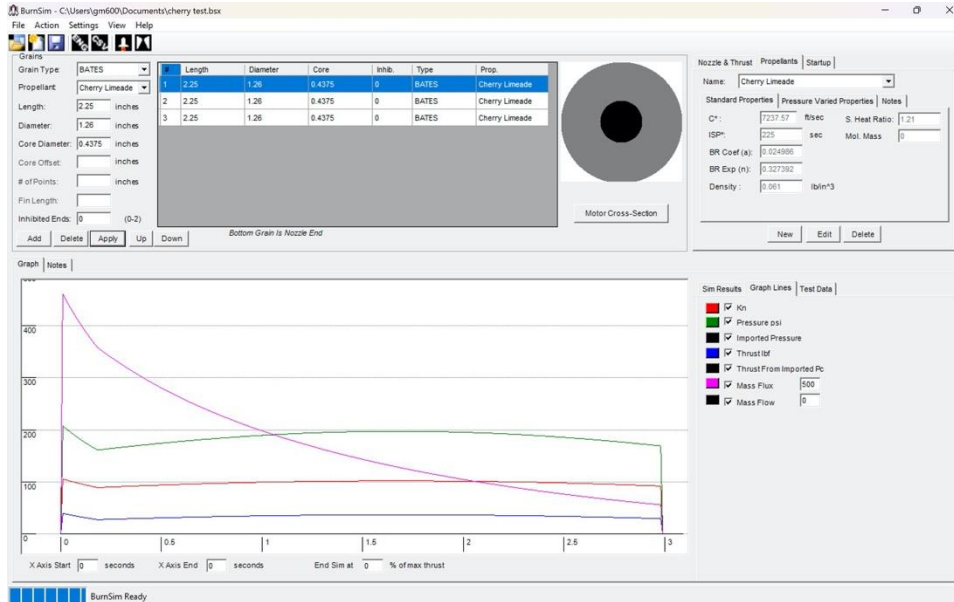 BurnSim - C:\Users\gm600\Documents\cherry test.bsx
File Action Settings View Help
ENG CSV
Grains
Grain Type: BATES
Propellant: Cherry Limeade
Length: 2.25 inches
Diameter: 1.26 inches
Core Diameter: 0.4375 inches
Core Offset: inches
# of Points: inches
Fin Length:
Inhibited Ends: 0 (0-2)
Add Delete Apply Up Down
# Length Diameter Core Inhib. Type Prop.
1 2.25 1.26 0.4375 0 BATES Cherry Limeade
2 2.25 1.26 0.4375 0 BATES Cherry Limeade
3 2.25 1.26 0.4375 0 BATES Cherry Limeade
Bottom Grain Is Nozzle End
Motor Cross-Section
Nozzle & Thrust Propellants Startup
Name: Cherry Limeade
Standard Properties Pressure Varied Properties Notes
C*: 7237.57 ft/sec S. Heat Ratio: 1.21
ISP*: 225 sec Mol. Mass 0
BR Coef (a): 0.024986
BR Exp (n): 0.327392
Density : 0.061 lb/in^3
New Edit Delete
Graph Notes
400
300
200
100
0
0 0.5 1 1.5 2 2.5 3
X Axis Start 0 seconds X Axis End 0 seconds End Sim at 0 % of max thrust
Sim Results Graph Lines Test Data
Kn
Pressure psi
Imported Pressure
Thrust lbf
Thrust From Imported Pc
Mass Flux 500
Mass Flow 0
BurnSim Ready